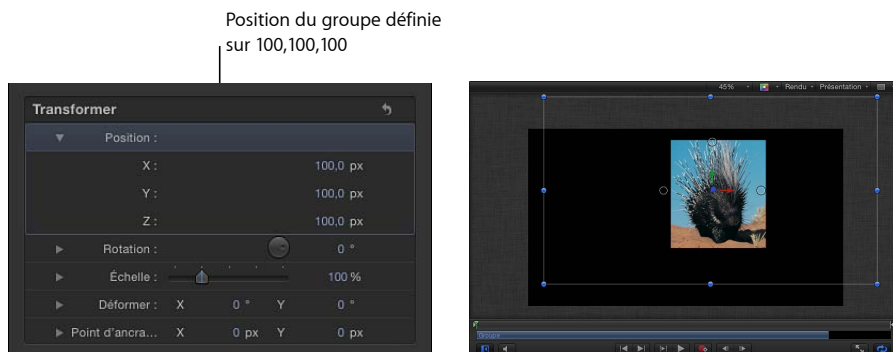 Position du groupe définie
sur 100,100,100
Transformer
Position :
X : 100,0 px
Y : 100,0 px
Z : 100,0 px
Rotation : 0 °
Échelle : 100 %
Déformer : X 0 ° Y 0 °
Point d'ancra... X 0 px Y 0 px
45% Rendu Présentation
Groupe